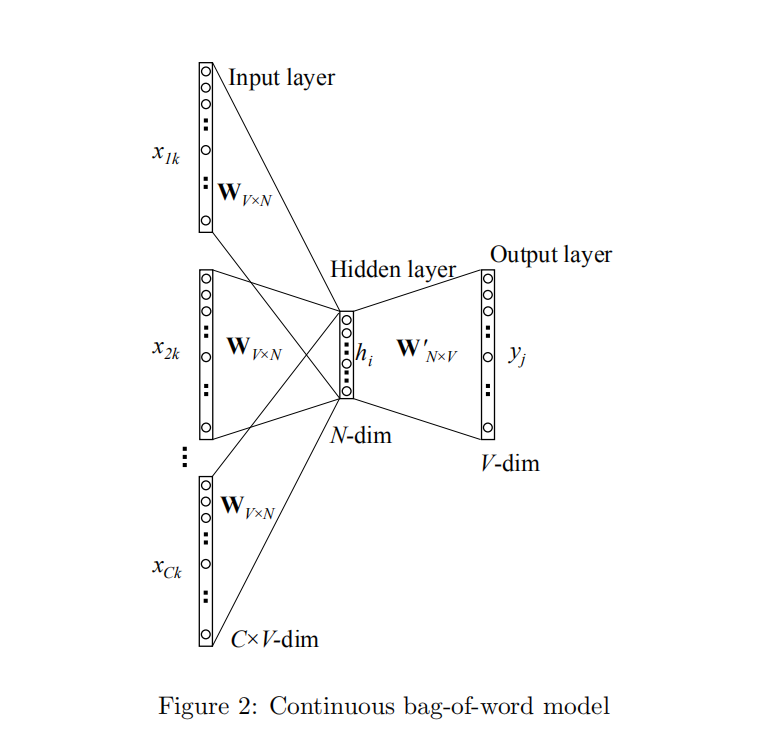 Input layer
x1k
WV×N
Hidden layer
Output layer
x2k
WV×N
hi
W'N×V
yj
N-dim
V-dim
WV×N
xCk
C×V-dim
Figure 2: Continuous bag-of-word model